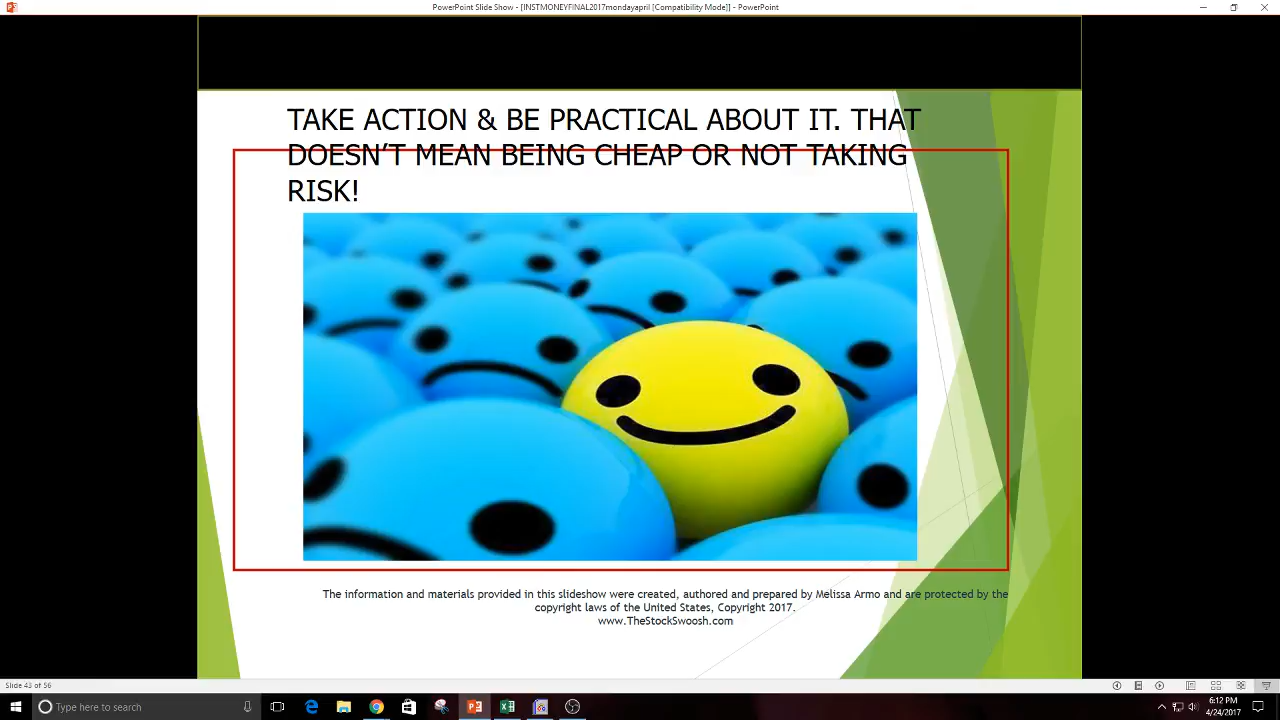 PowerPoint Slide Show - [INSTMONEYFINAL2017mondayapril [Compatibility Mode]] - PowerPoint
TAKE ACTION & BE PRACTICAL ABOUT IT. THAT
DOESN'T MEAN BEING CHEAP OR NOT TAKING
RISK!
The information and materials provided in this slideshow were created, authored and prepared by Melissa Armo and are protected by the
copyright laws of the United States, Copyright 2017.
www.TheStockSwoosh.com
Slide 43 of 56
Type here to search
6:12 PM
4/24/2017